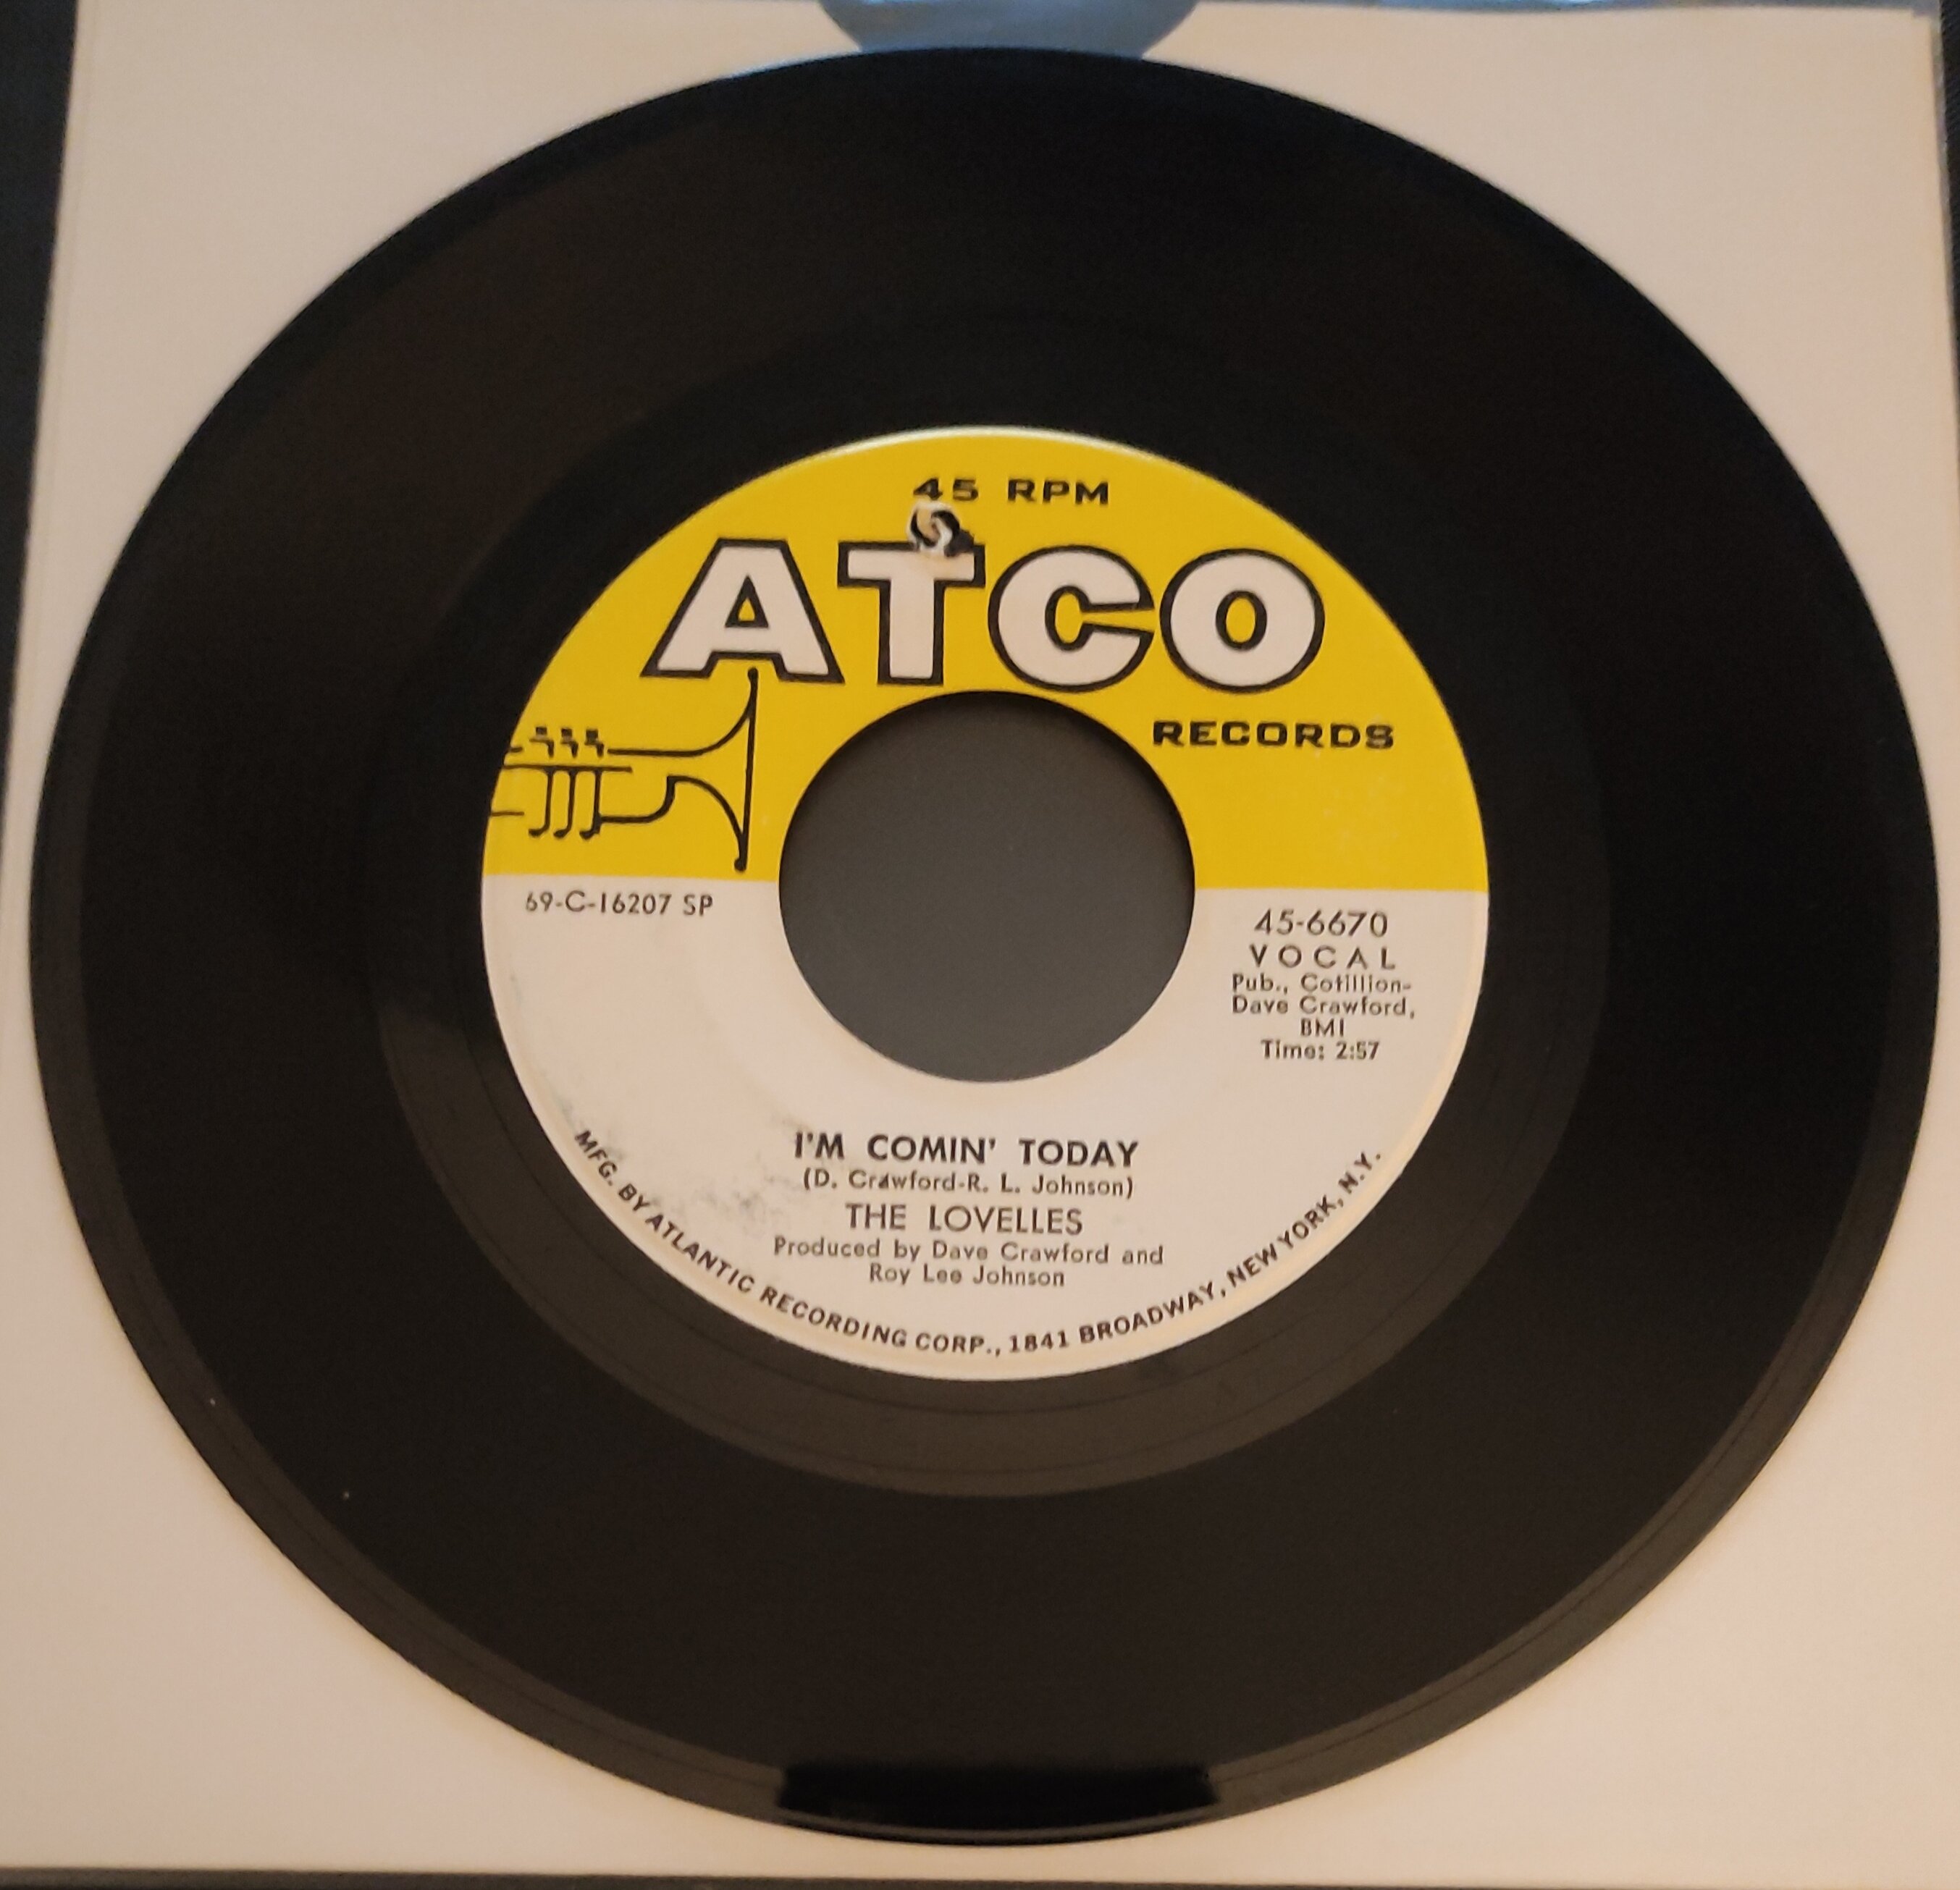 45 RPM
ATCO
RECORDS
69-C-16207 SP
45-6670
VOCAL
Pub., Cotillion-
Dave Crawford,
BMI
Time: 2:57
I'M COMIN' TODAY
(D. Crawford-R. L. Johnson)
THE LOVELLES
Produced by Dave Crawford and
Roy Lee Johnson
MFG. BY ATLANTIC RECORDING CORP., 1841 BROADWAY, NEW YORK, N.Y.